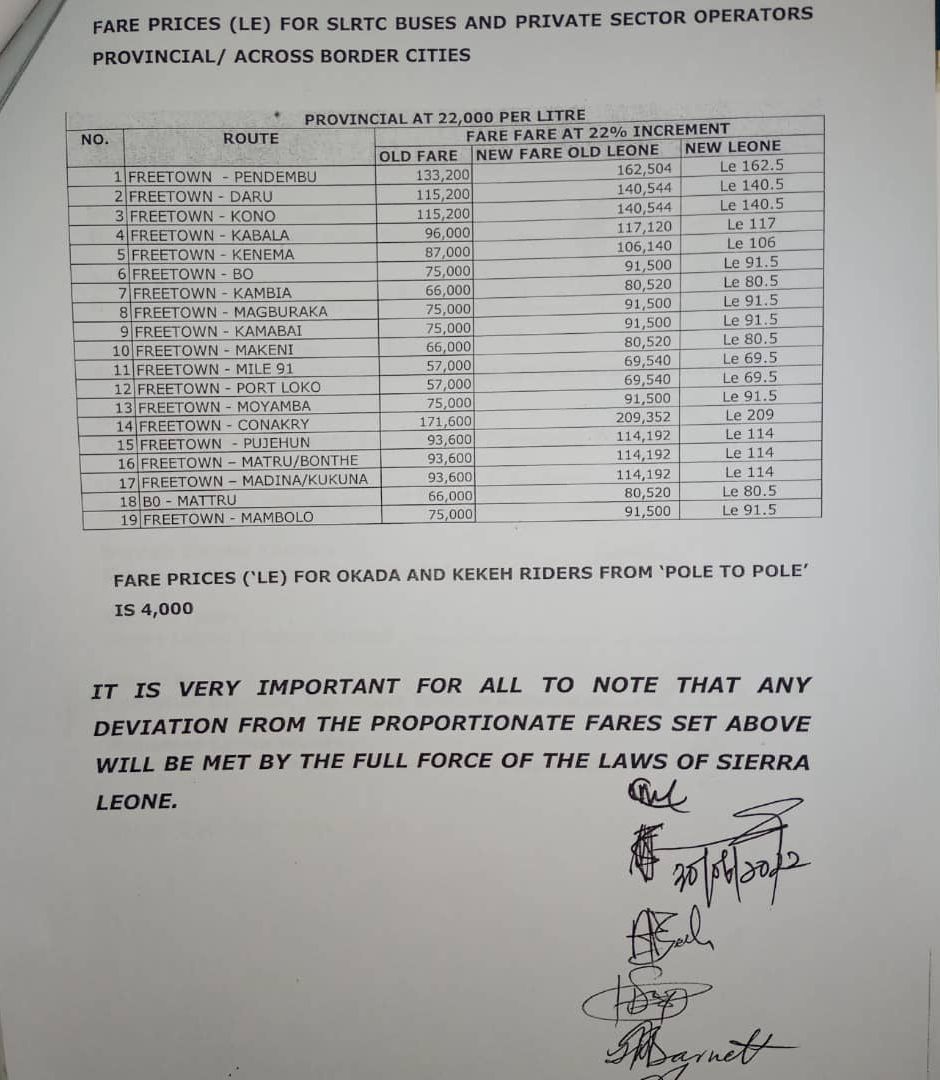 FARE PRICES (LE) FOR SLRTC BUSES AND PRIVATE SECTOR OPERATORS
PROVINCIAL/ ACROSS BORDER CITIES
PROVINCIAL AT 22,000 PER LITRE
NO. ROUTE FARE FARE AT 22% INCREMENT
OLD FARE NEW FARE OLD LEONE NEW LEONE
1 FREETOWN - PENDEMBU 133,200 162,504 Le 162.5
2 FREETOWN - DARU 115,200 140,544 Le 140.5
3 FREETOWN - KONO 115,200 140,544 Le 140.5
4 FREETOWN - KABALA 96,000 117,120 Le 117
5 FREETOWN - KENEMA 87,000 106,140 Le 106
6 FREETOWN - BO 75,000 91,500 Le 91.5
7 FREETOWN - KAMBIA 66,000 80,520 Le 80.5
8 FREETOWN - MAGBURAKA 75,000 91,500 Le 91.5
9 FREETOWN - KAMABAI 75,000 91,500 Le 91.5
10 FREETOWN - MAKENI 66,000 80,520 Le 80.5
11 FREETOWN - MILE 91 57,000 69,540 Le 69.5
12 FREETOWN - PORT LOKO 57,000 69,540 Le 69.5
13 FREETOWN - MOYAMBA 75,000 91,500 Le 91.5
14 FREETOWN - CONAKRY 171,600 209,352 Le 209
15 FREETOWN - PUJEHUN 93,600 114,192 Le 114
16 FREETOWN – MATRU/BONTHE 93,600 114,192 Le 114
17 FREETOWN – MADINA/KUKUNA 93,600 114,192 Le 114
18 BO - MATTRU 66,000 80,520 Le 80.5
19 FREETOWN - MAMBOLO 75,000 91,500 Le 91.5
FARE PRICES (‘LE) FOR OKADA AND KEKEH RIDERS FROM ‘POLE TO POLE’
IS 4,000
IT IS VERY IMPORTANT FOR ALL TO NOTE THAT ANY
DEVIATION FROM THE PROPORTIONATE FARES SET ABOVE
WILL BE MET BY THE FULL FORCE OF THE LAWS OF SIERRA
LEONE.
30/06/2022
Barnett